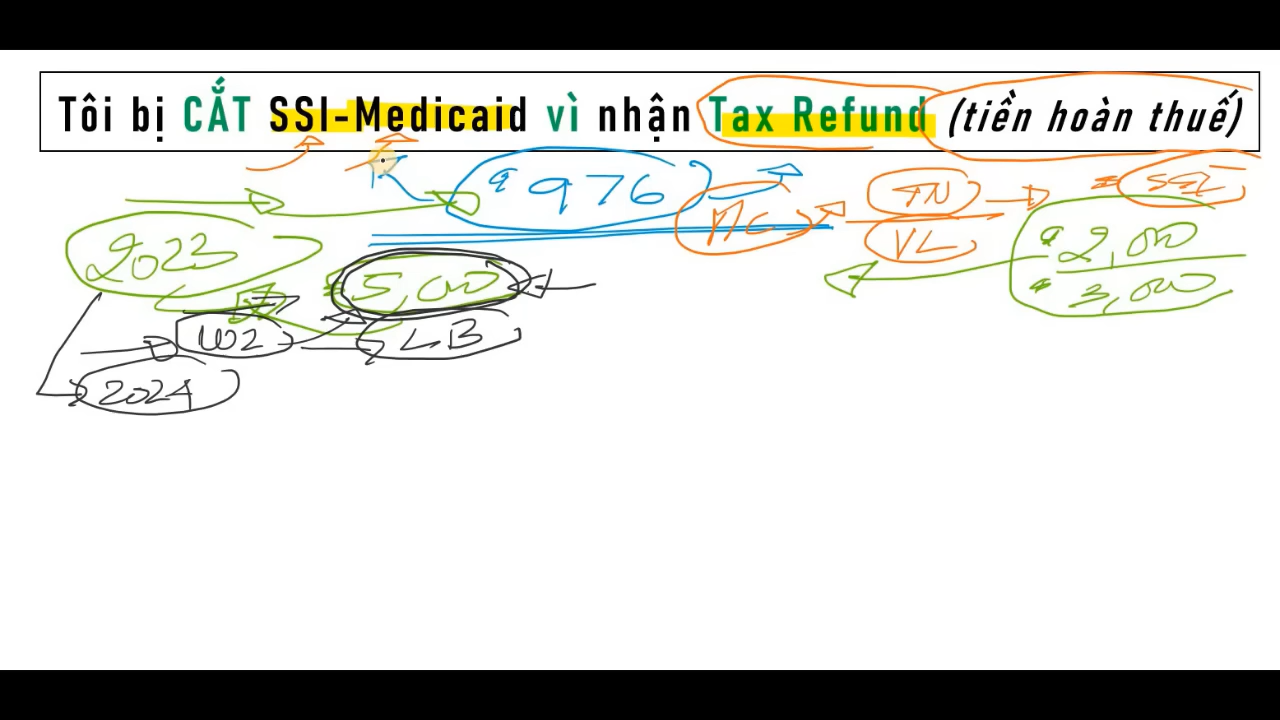 Tôi bị CẮT SSI-Medicaid vì nhận Tax Refund (tiền hoàn thuế)
976 TN SSI
2023 5,000 MC VL $2,000
$3,000
W2 LB
2024